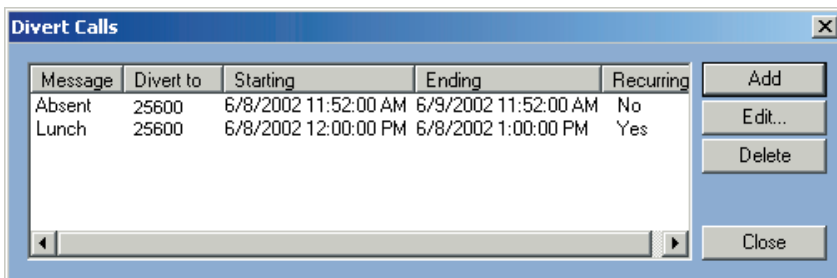 Divert Calls
Message Divert to Starting Ending Recurring
Absent 25600 6/8/2002 11:52:00 AM 6/9/2002 11:52:00 AM No
Lunch 25600 6/8/2002 12:00:00 PM 6/8/2002 1:00:00 PM Yes
Add
Edit...
Delete
Close